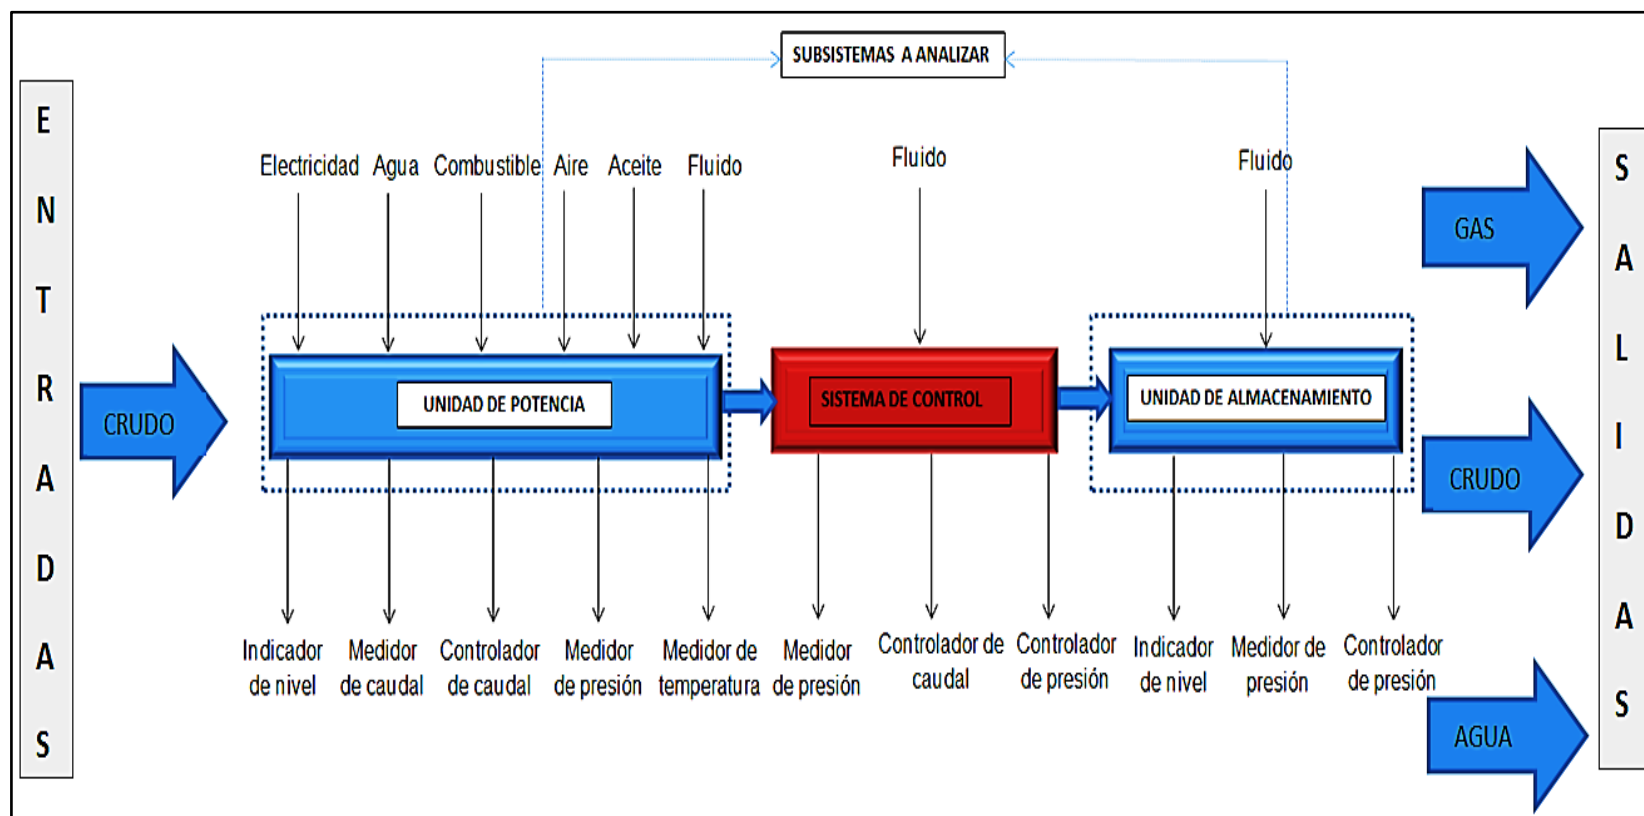 SUBSISTEMAS A ANALIZAR
ENTRADAS
Electricidad
Agua
Combustible
Aire
Aceite
Fluido
Fluido
Fluido
CRUDO
UNIDAD DE POTENCIA
SISTEMA DE CONTROL
UNIDAD DE ALMACENAMIENTO
Indicador
de nivel
Medidor
de caudal
Controlador
de caudal
Medidor
de presión
Medidor de
temperatura
Medidor
de presión
Controlador de
caudal
Controlador
de presión
Indicador
de nivel
Medidor de
presión
Controlador
de presión
GAS
CRUDO
AGUA
SALIDAS